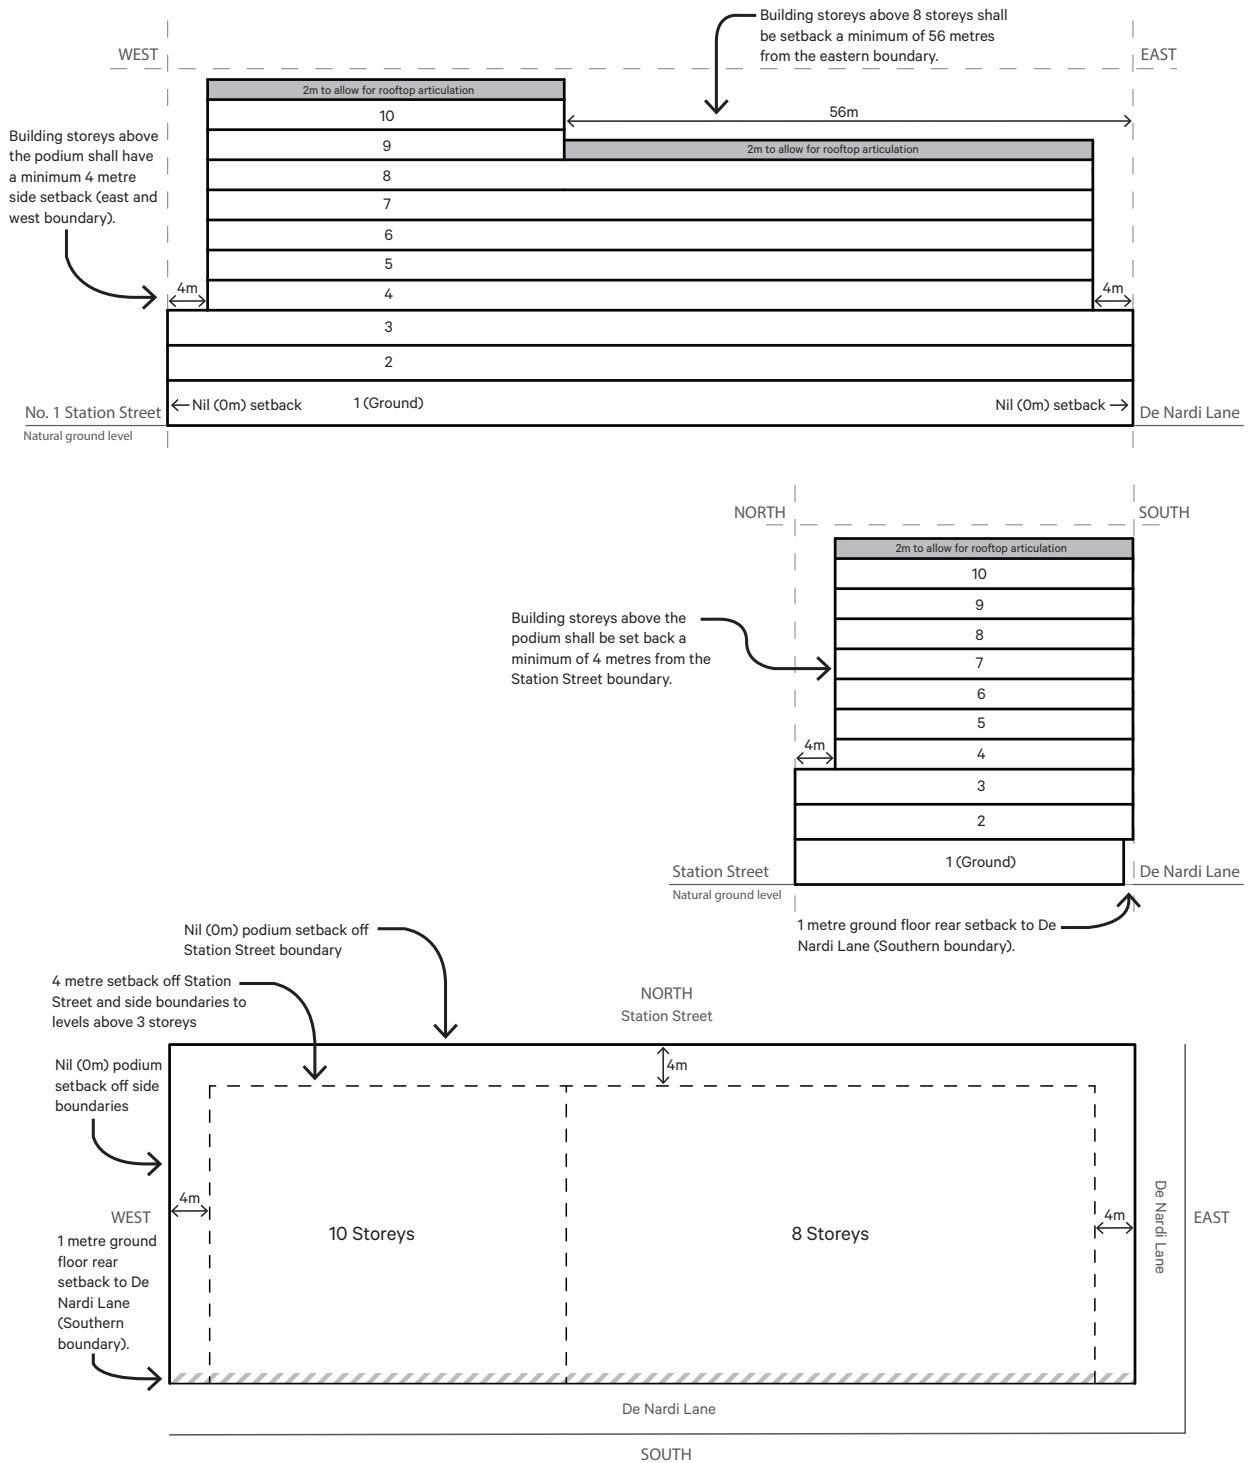 Building storeys above 8 storeys shall
be setback a minimum of 56 metres
from the eastern boundary.
WEST
EAST
2m to allow for rooftop articulation
10
56m
Building storeys above
the podium shall have
a minimum 4 metre
side setback (east and
west boundary).
9
2m to allow for rooftop articulation
8
7
6
5
4m
4
4m
3
2
Nil (0m) setback
1 (Ground)
Nil (0m) setback
No. 1 Station Street
De Nardi Lane
Natural ground level
NORTH
SOUTH
2m to allow for rooftop articulation
10
9
8
7
6
5
4
3
2
1 (Ground)
Building storeys above the
podium shall be set back a
minimum of 4 metres from the
Station Street boundary.
4m
Station Street
De Nardi Lane
Natural ground level
1 metre ground floor rear setback to De
Nardi Lane (Southern boundary).
Nil (0m) podium setback off
Station Street boundary
4 metre setback off Station
Street and side boundaries to
levels above 3 storeys
NORTH
Station Street
Nil (0m) podium
setback off side
boundaries
4m
4m
WEST
10 Storeys
8 Storeys
4m
De Nardi Lane
EAST
1 metre ground
floor rear
setback to De
Nardi Lane
(Southern
boundary).
De Nardi Lane
SOUTH